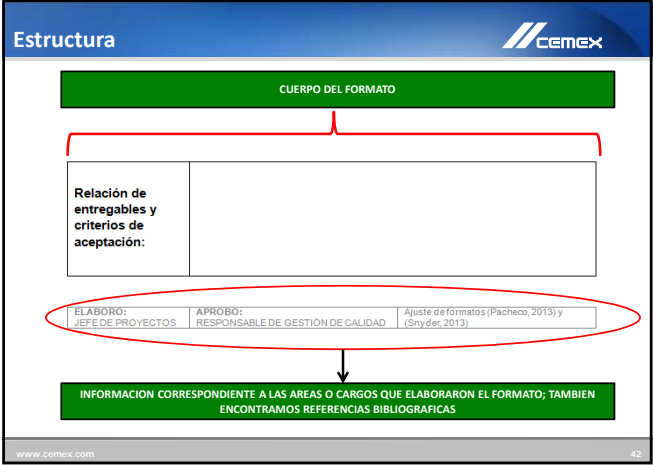 Estructura
CEMEX
CUERPO DEL FORMATO
Relación de
entregables y
criterios de
aceptación:
ELABORO:
JEFE DE PROYECTOS
APROBO:
RESPONSABLE DE GESTIÓN DE CALIDAD
Ajuste de formatos (Pacheco, 2013) y
(Snyder, 2013)
INFORMACION CORRESPONDIENTE A LAS AREAS O CARGOS QUE ELABORARON EL FORMATO; TAMBIEN
ENCONTRAMOS REFERENCIAS BIBLIOGRAFICAS
www.cemex.com
42